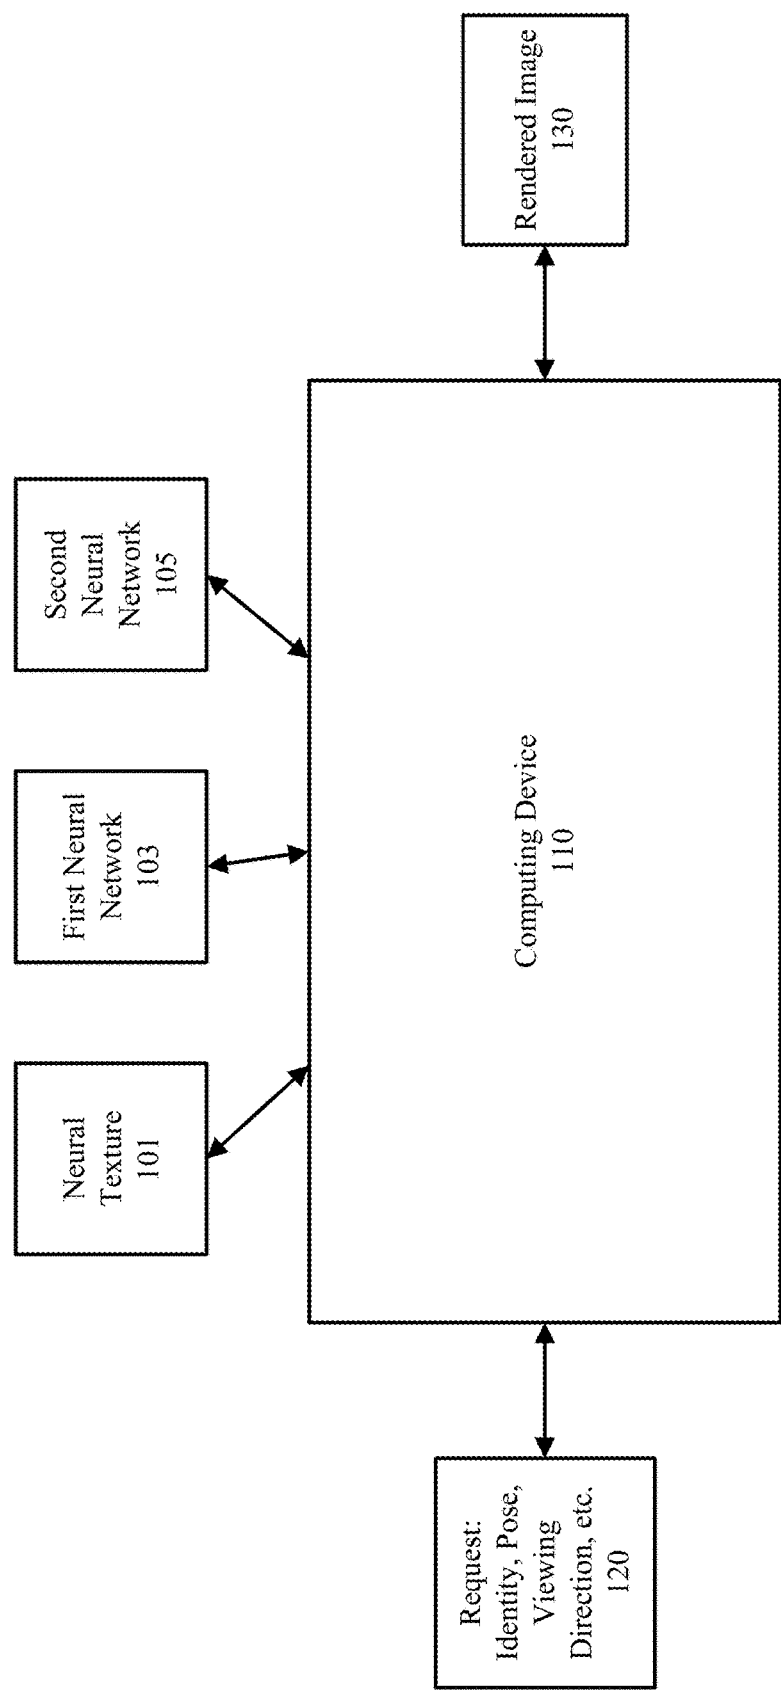 Neural
Texture
101
First Neural
Network
103
Second
Neural
Network
105
Request:
Identity, Pose,
Viewing
Direction, etc.
120
Computing Device
110
Rendered Image
130